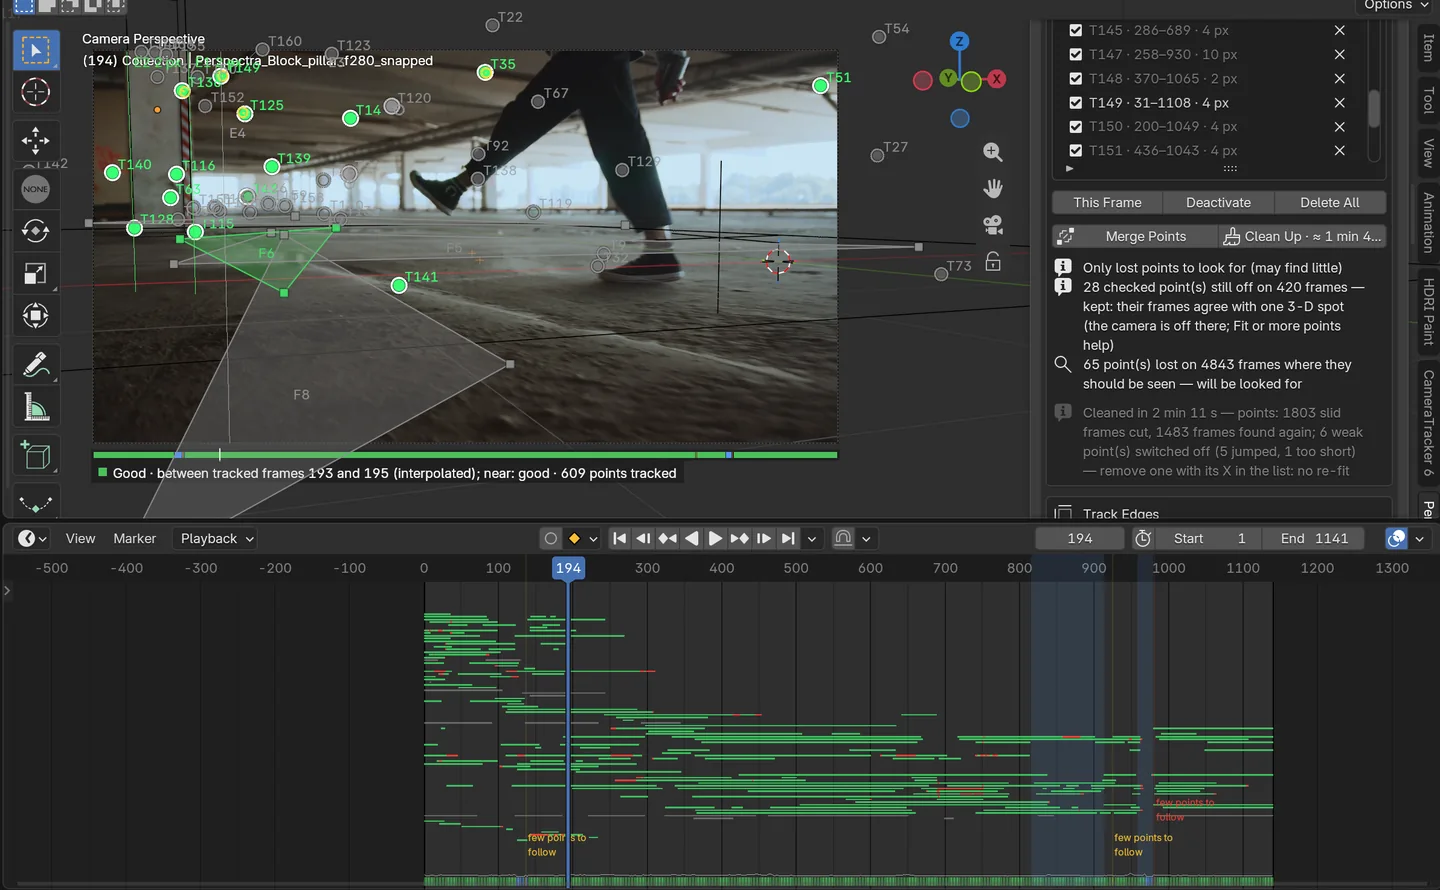 Options
Camera Perspective
(194) Collection | Perspectra_Block_pillar_f280_snapped
T22
T54
T160
T123
T149
T138
T35
T51
T152
T125
T14
T120
T67
E4
T92
T27
T142
T140
T116
T139
T138
T129
T63
T119
T128
T115
F6
F5
T73
T141
F8
NONE
Z
Y
X
T145 · 286–689 · 4 px
T147 · 258–930 · 10 px
T148 · 370–1065 · 2 px
T149 · 31–1108 · 4 px
T150 · 200–1049 · 4 px
T151 · 436–1043 · 4 px
This Frame
Deactivate
Delete All
Merge Points
Clean Up · ≈ 1 min 4...
Only lost points to look for (may find little)
28 checked point(s) still off on 420 frames —
kept: their frames agree with one 3-D spot
(the camera is off there; Fit or more points
help)
65 point(s) lost on 4843 frames where they
should be seen — will be looked for
Cleaned in 2 min 11 s — points: 1803 slid
frames cut, 1483 frames found again; 6 weak
point(s) switched off (5 jumped, 1 too short)
— remove one with its X in the list: no re-fit
Track Edges
Item
Tool
View
Animation
HDRI Paint
CameraTracker 6
Good · between tracked frames 193 and 195 (interpolated); near: good · 609 points tracked
View
Marker
Playback
194
Start 1
End 1141
-500 -400 -300 -200 -100 0 100 194 300 400 500 600 700 800 900 1000 1100 1200 1300
few points to
follow
few points to
follow
few points to
follow